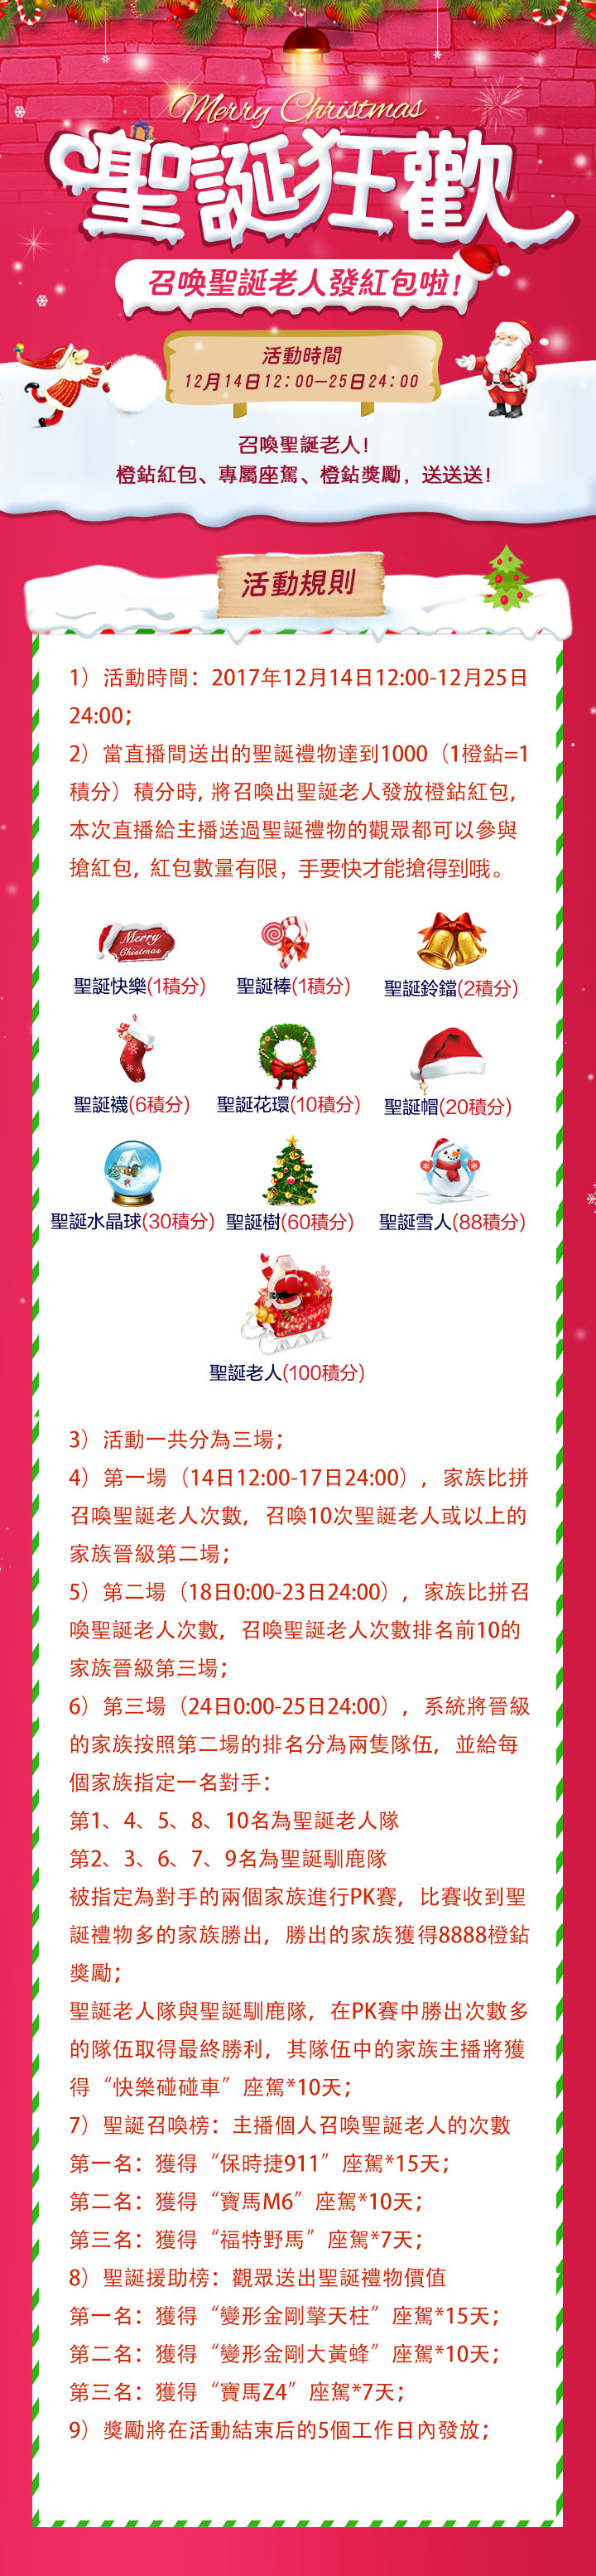 Merry Christmas
聖誕狂歡
召喚聖誕老人發紅包啦!
活動時間
12月14日12:00—25日24:00
召喚聖誕老人!
橙鉆紅包、專屬座駕、橙鉆獎勵，送送送!
活動規則
1）活動時間：2017年12月14日12:00-12月25日
24:00；
2）當直播間送出的聖誕禮物達到1000（1橙鉆=1
積分）積分時，將召喚出聖誕老人發放橙鉆紅包，
本次直播給主播送過聖誕禮物的觀眾都可以參與
搶紅包，紅包數量有限，手要快才能搶得到哦。
Merry
Christmas
聖誕快樂(1積分) 聖誕棒(1積分) 聖誕鈴鐺(2積分)
聖誕襪(6積分) 聖誕花環(10積分) 聖誕帽(20積分)
聖誕水晶球(30積分) 聖誕樹(60積分) 聖誕雪人(88積分)
聖誕老人(100積分)
3）活動一共分為三場；
4）第一場（14日12:00-17日24:00），家族比拼
召喚聖誕老人次數，召喚10次聖誕老人或以上的
家族晉級第二場；
5）第二場（18日0:00-23日24:00），家族比拼召
喚聖誕老人次數，召喚聖誕老人次數排名前10的
家族晉級第三場；
6）第三場（24日0:00-25日24:00），系統將晉級
的家族按照第二場的排名分為兩隻隊伍，並給每
個家族指定一名對手：
第1、4、5、8、10名為聖誕老人隊
第2、3、6、7、9名為聖誕馴鹿隊
被指定為對手的兩個家族進行PK賽，比賽收到聖
誕禮物多的家族勝出，勝出的家族獲得8888橙鉆
獎勵；
聖誕老人隊與聖誕馴鹿隊，在PK賽中勝出次數多
的隊伍取得最終勝利，其隊伍中的家族主播將獲
得“快樂碰碰車”座駕*10天；
7）聖誕召喚榜：主播個人召喚聖誕老人的次數
第一名：獲得“保時捷911”座駕*15天；
第二名：獲得“寶馬M6”座駕*10天；
第三名：獲得“福特野馬”座駕*7天；
8）聖誕援助榜：觀眾送出聖誕禮物價值
第一名：獲得“變形金剛擎天柱”座駕*15天；
第二名：獲得“變形金剛大黃蜂”座駕*10天；
第三名：獲得“寶馬Z4”座駕*7天；
9）獎勵將在活動結束后的5個工作日內發放；